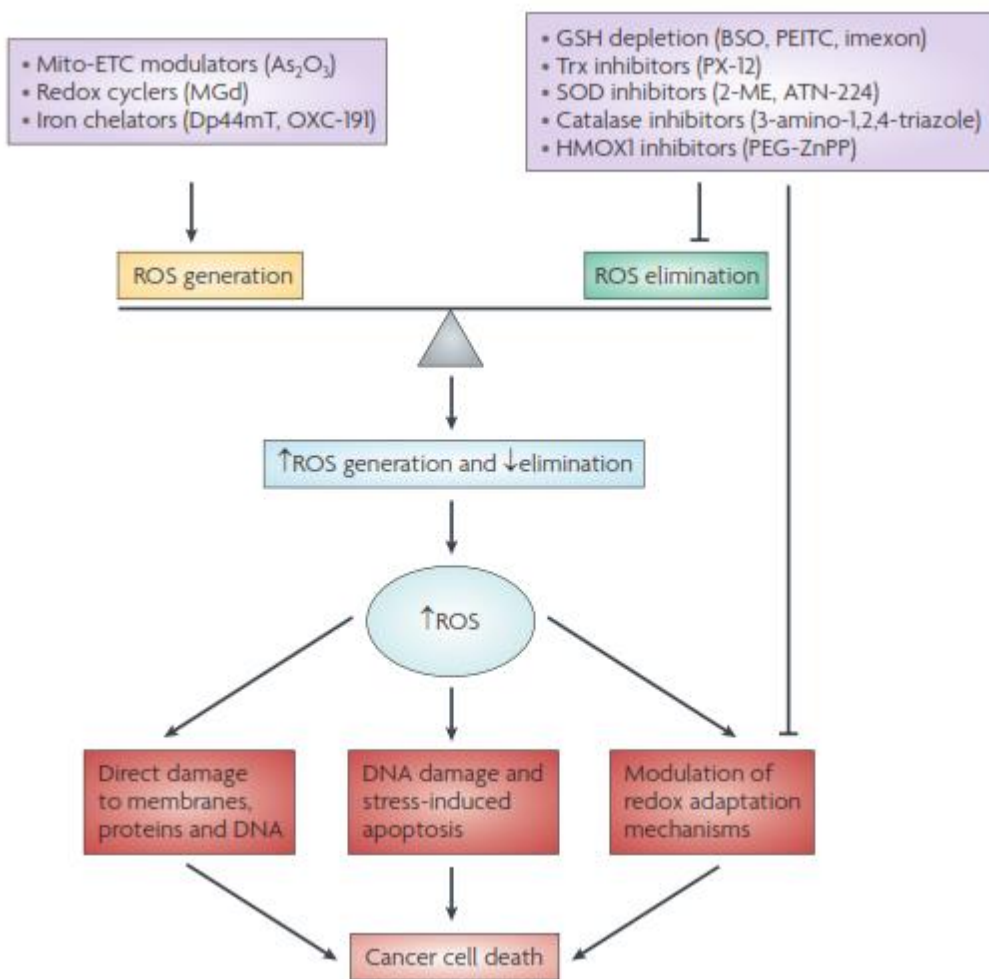 • Mito-ETC modulators (As₂O₃)
• Redox cyclers (MGd)
• Iron chelators (Dp44mT, OXC-191)
• GSH depletion (BSO, PEITC, imexon)
• Trx inhibitors (PX-12)
• SOD inhibitors (2-ME, ATN-224)
• Catalase inhibitors (3-amino-1,2,4-triazole)
• HMOX1 inhibitors (PEG-ZnPP)
ROS generation
ROS elimination
↑ROS generation and ↓elimination
↑ROS
Direct damage
to membranes,
proteins and DNA
DNA damage and
stress-induced
apoptosis
Modulation of
redox adaptation
mechanisms
Cancer cell death